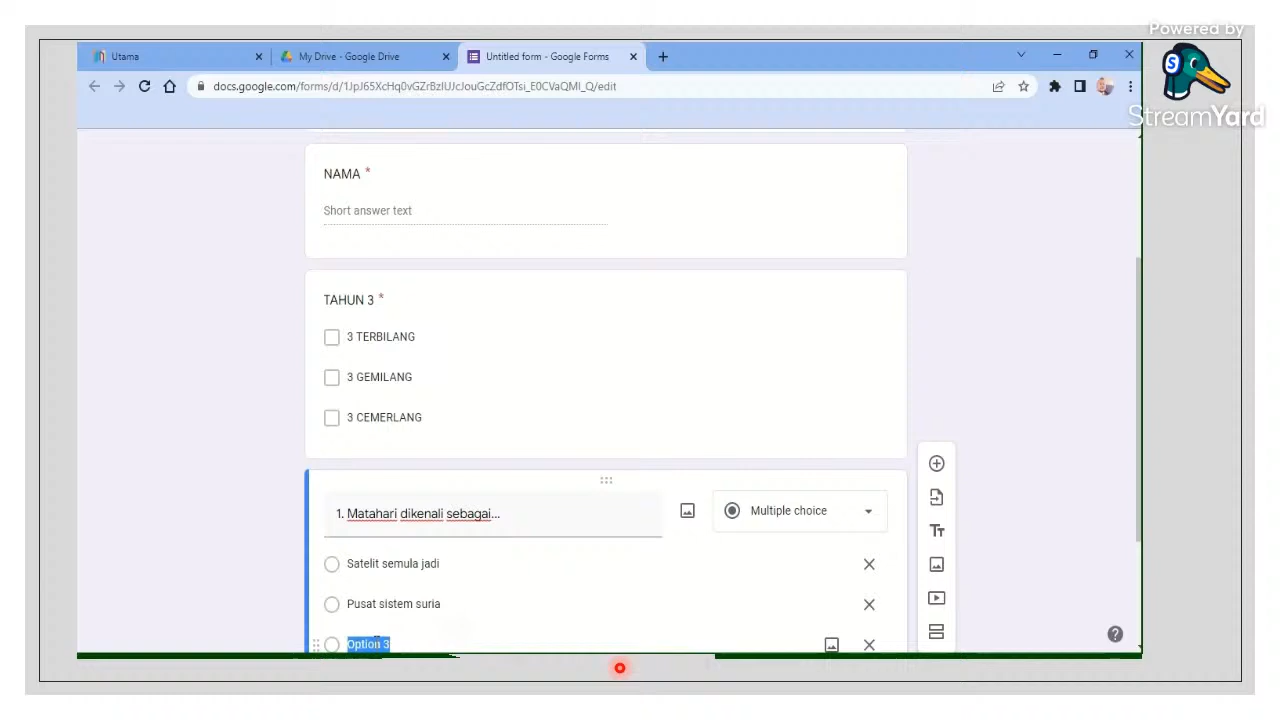 Powered by
StreamYard
Utama
My Drive - Google Drive
Untitled form - Google Forms
docs.google.com/forms/d/1JpJ65XcHq0vGZrBzIUJcJouGcZdfOTsi_E0CVaQMl_Q/edit
NAMA *
Short answer text
TAHUN 3 *
3 TERBILANG
3 GEMILANG
3 CEMERLANG
1. Matahari dikenali sebagai...
Multiple choice
Satelit semula jadi
Pusat sistem suria
Option 3